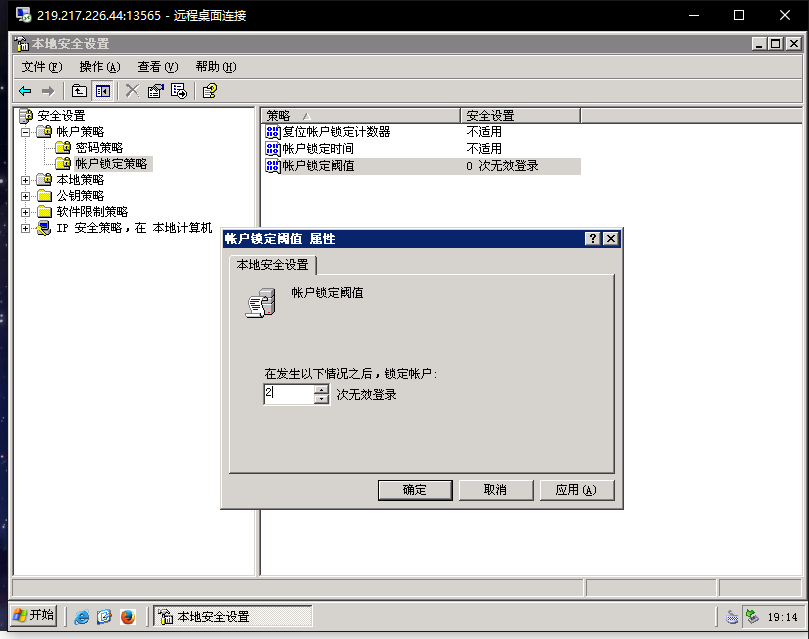 219.217.226.44:13565 - 远程桌面连接
本地安全设置
文件(F) 操作(A) 查看(V) 帮助(H)
安全设置
帐户策略
密码策略
帐户锁定策略
本地策略
公钥策略
软件限制策略
IP 安全策略，在 本地计算机
策略 安全设置
复位帐户锁定计数器 不适用
帐户锁定时间 不适用
帐户锁定阈值 0 次无效登录
帐户锁定阈值 属性
本地安全设置
帐户锁定阈值
在发生以下情况之后，锁定帐户:
2 次无效登录
确定 取消 应用(A)
开始 本地安全设置 19:14